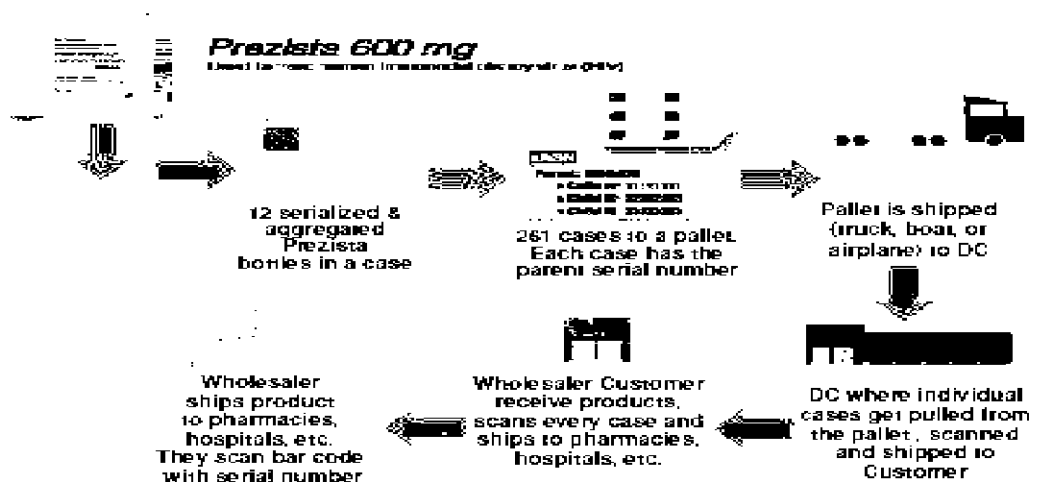 Prezista 600 mg
12 serialized &
aggregated
Prezista
bottles in a case
261 cases to a pallet.
Each case has the
parent serial number
Pallet is shipped
(truck, boat, or
airplane) to DC
DC where individual
cases get pulled from
the pallet, scanned
and shipped to
Customer
Wholesaler Customer
receive products,
scans every case and
ships to pharmacies,
hospitals, etc.
Wholesaler
ships product
to pharmacies,
hospitals, etc.
They scan bar code
with serial number